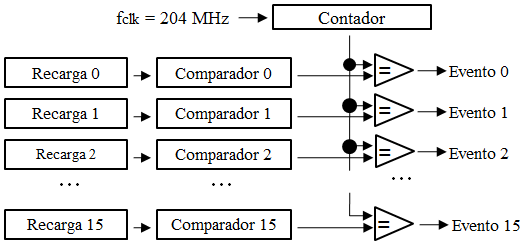 fclk = 204 MHz Contador
Recarga 0 Comparador 0 = Evento 0
Recarga 1 Comparador 1 = Evento 1
Recarga 2 Comparador 2 = Evento 2
... ... ...
Recarga 15 Comparador 15 = Evento 15